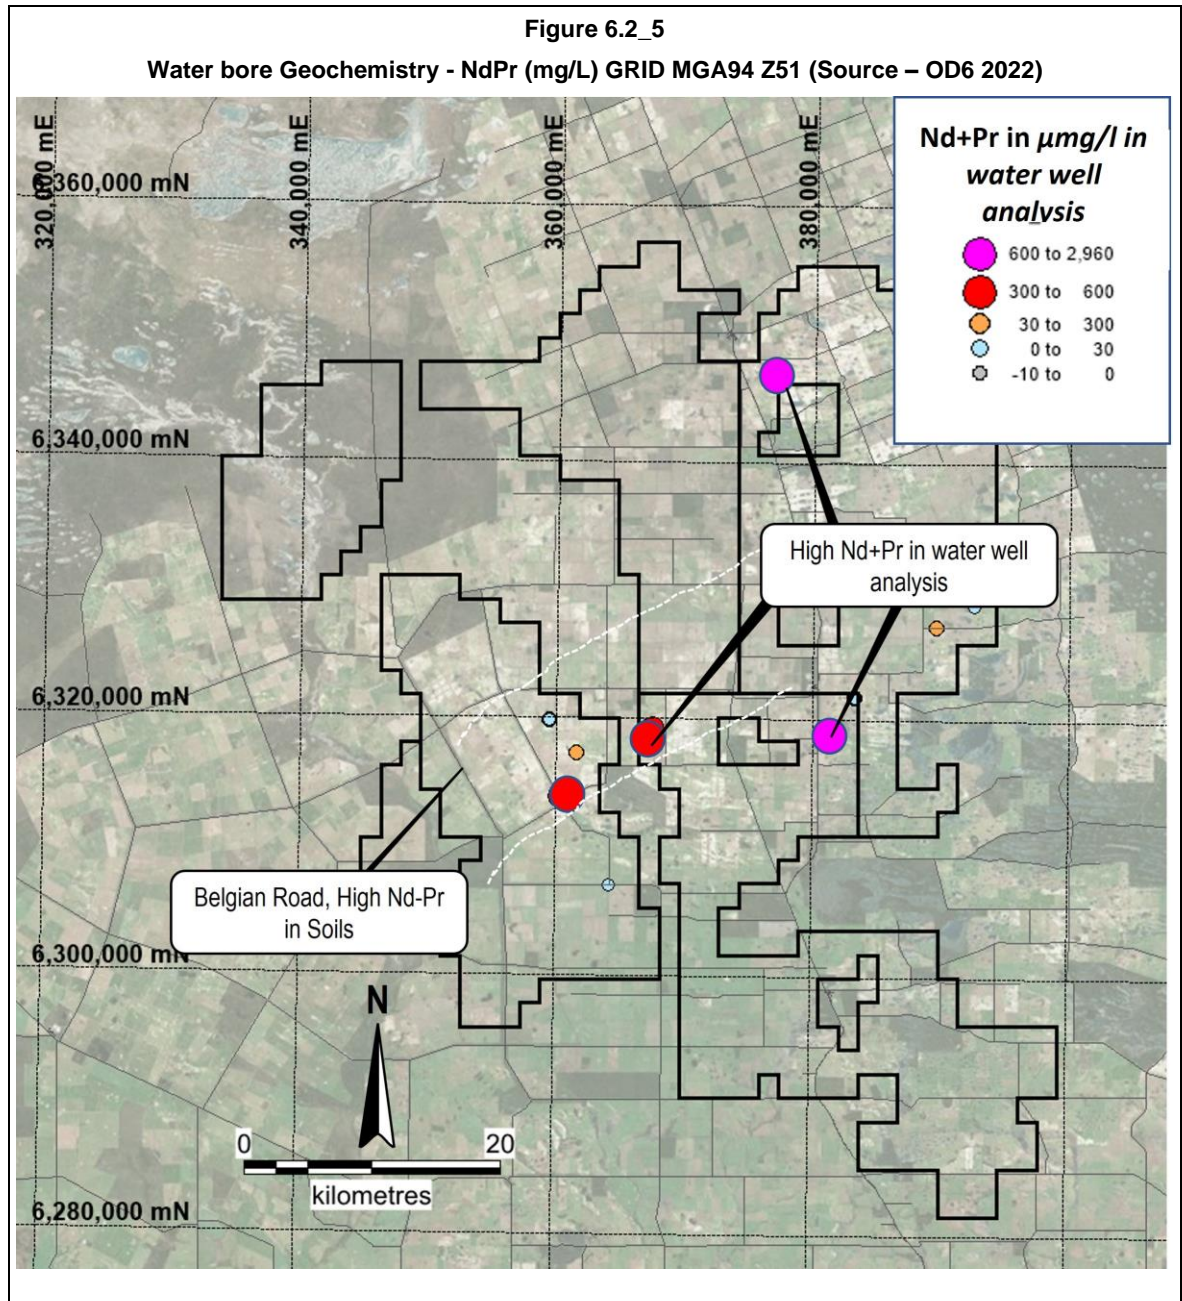 Figure 6.2_5
Water bore Geochemistry - NdPr (mg/L) GRID MGA94 Z51 (Source – OD6 2022)
320,000 mE
340,000 mE
360,000 mE
380,000 mE
6,360,000 mN
Nd+Pr in µmg/l in
water well
analysis
600 to 2,960
300 to 600
30 to 300
0 to 30
-10 to 0
6,340,000 mN
High Nd+Pr in water well
analysis
6,320,000 mN
Belgian Road, High Nd-Pr
in Soils
6,300,000 mN
N
0 20
kilometres
6,280,000 mN